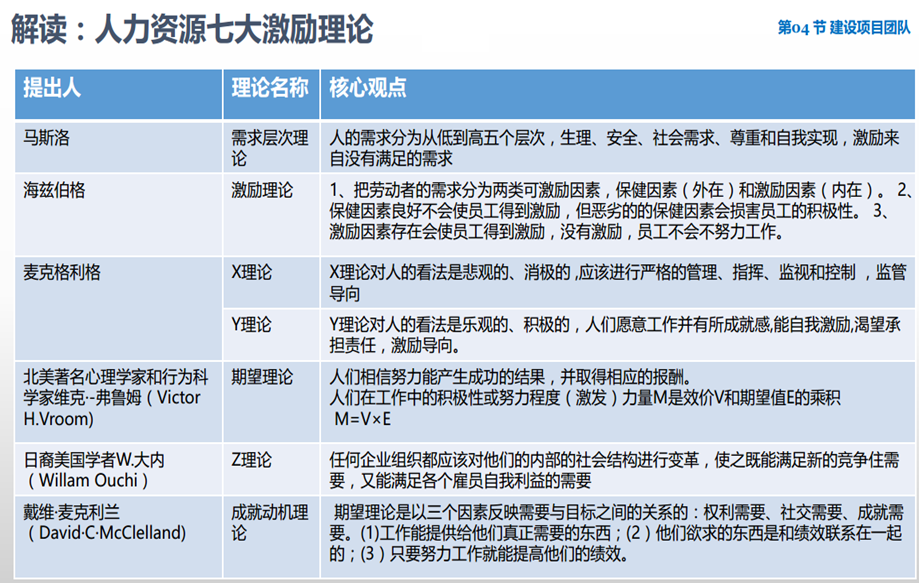 解读：人力资源七大激励理论
第04 节 建设项目团队
提出人
理论名称
核心观点
马斯洛
需求层次理
论
人的需求分为从低到高五个层次，生理、安全、社会需求、尊重和自我实现，激励来
自没有满足的需求
海兹伯格
激励理论
1、把劳动者的需求分为两类可激励因素，保健因素（外在）和激励因素（内在）。 2、
保健因素良好不会使员工得到激励，但恶劣的的保健因素会损害员工的积极性。 3、
激励因素存在会使员工得到激励，没有激励，员工不会不努力工作。
麦克格利格
X理论
X理论对人的看法是悲观的、消极的 ,应该进行严格的管理、指挥、监视和控制 ，监管
导向
Y理论
Y理论对人的看法是乐观的、积极的，人们愿意工作并有所成就感,能自我激励,渴望承
担责任，激励导向。
北美著名心理学家和行为科
学家维克·-弗鲁姆（Victor
H.Vroom)
期望理论
人们相信努力能产生成功的结果，并取得相应的报酬。
人们在工作中的积极性或努力程度（激发）力量M是效价V和期望值E的乘积
M=V×E
日裔美国学者W.大内
（Willam Ouchi ）
Z理论
任何企业组织都应该对他们的内部的社会结构进行变革，使之既能满足新的竞争住需
要，又能满足各个雇员自我利益的需要
戴维·麦克利兰
（David·C·McClelland)
成就动机理
论
期望理论是以三个因素反映需要与目标之间的关系的：权利需要、社交需要、成就需
要。(1)工作能提供给他们真正需要的东西；(2）他们欲求的东西是和绩效联系在一起
的；(3）只要努力工作就能提高他们的绩效。